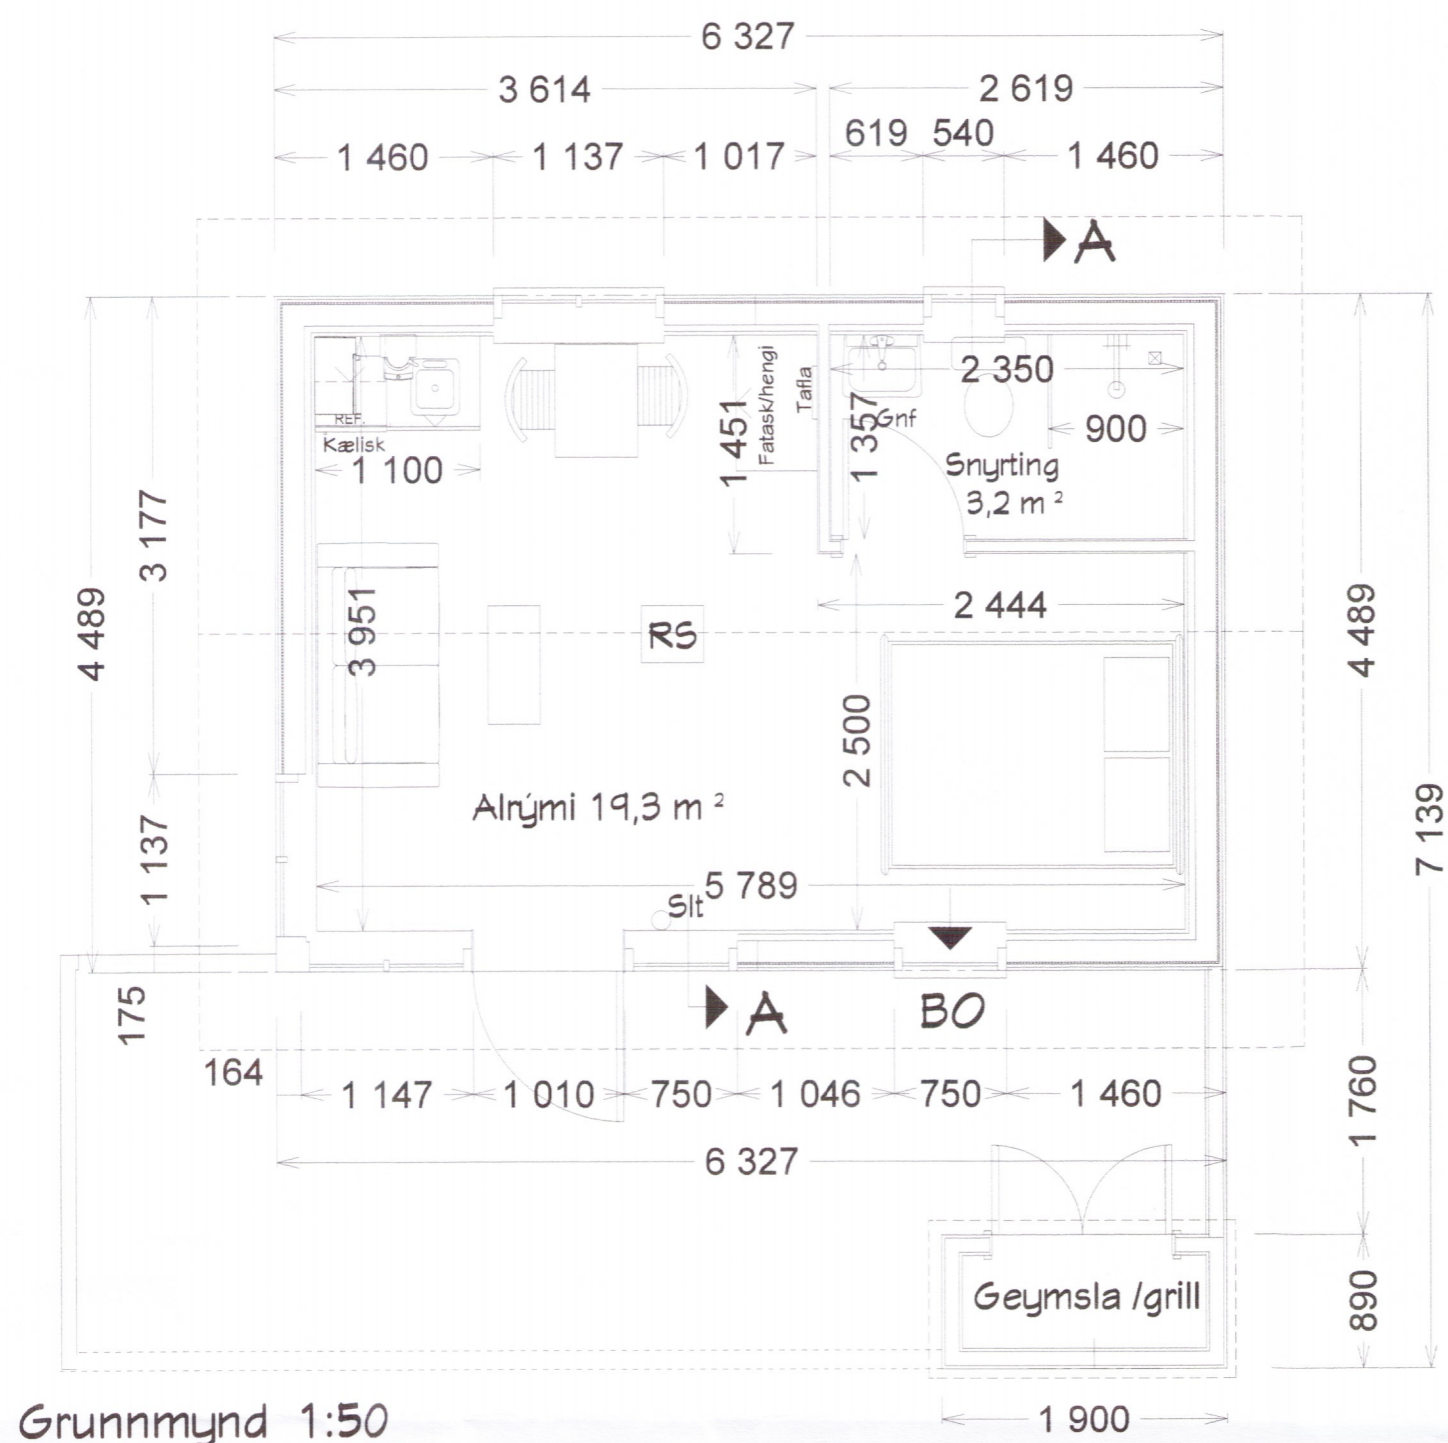 6 327
3 614
2 619
619
540
1 460
1 137
1 017
1 460
A
4 489
3 177
1 137
175
164
REF.
Kælisk
1 100
3 951
1 451
Fatask/hengi
Tafla
1 357
Gnf
2 350
900
Snyrting
3,2 m²
2 444
RS
2 500
Alrými 19,3 m²
5 789
Slt
A
BO
4 489
7 139
1 760
890
1 147
1 010
750
1 046
750
1 460
6 327
Geymsla /grill
1 900
Grunnmynd 1:50